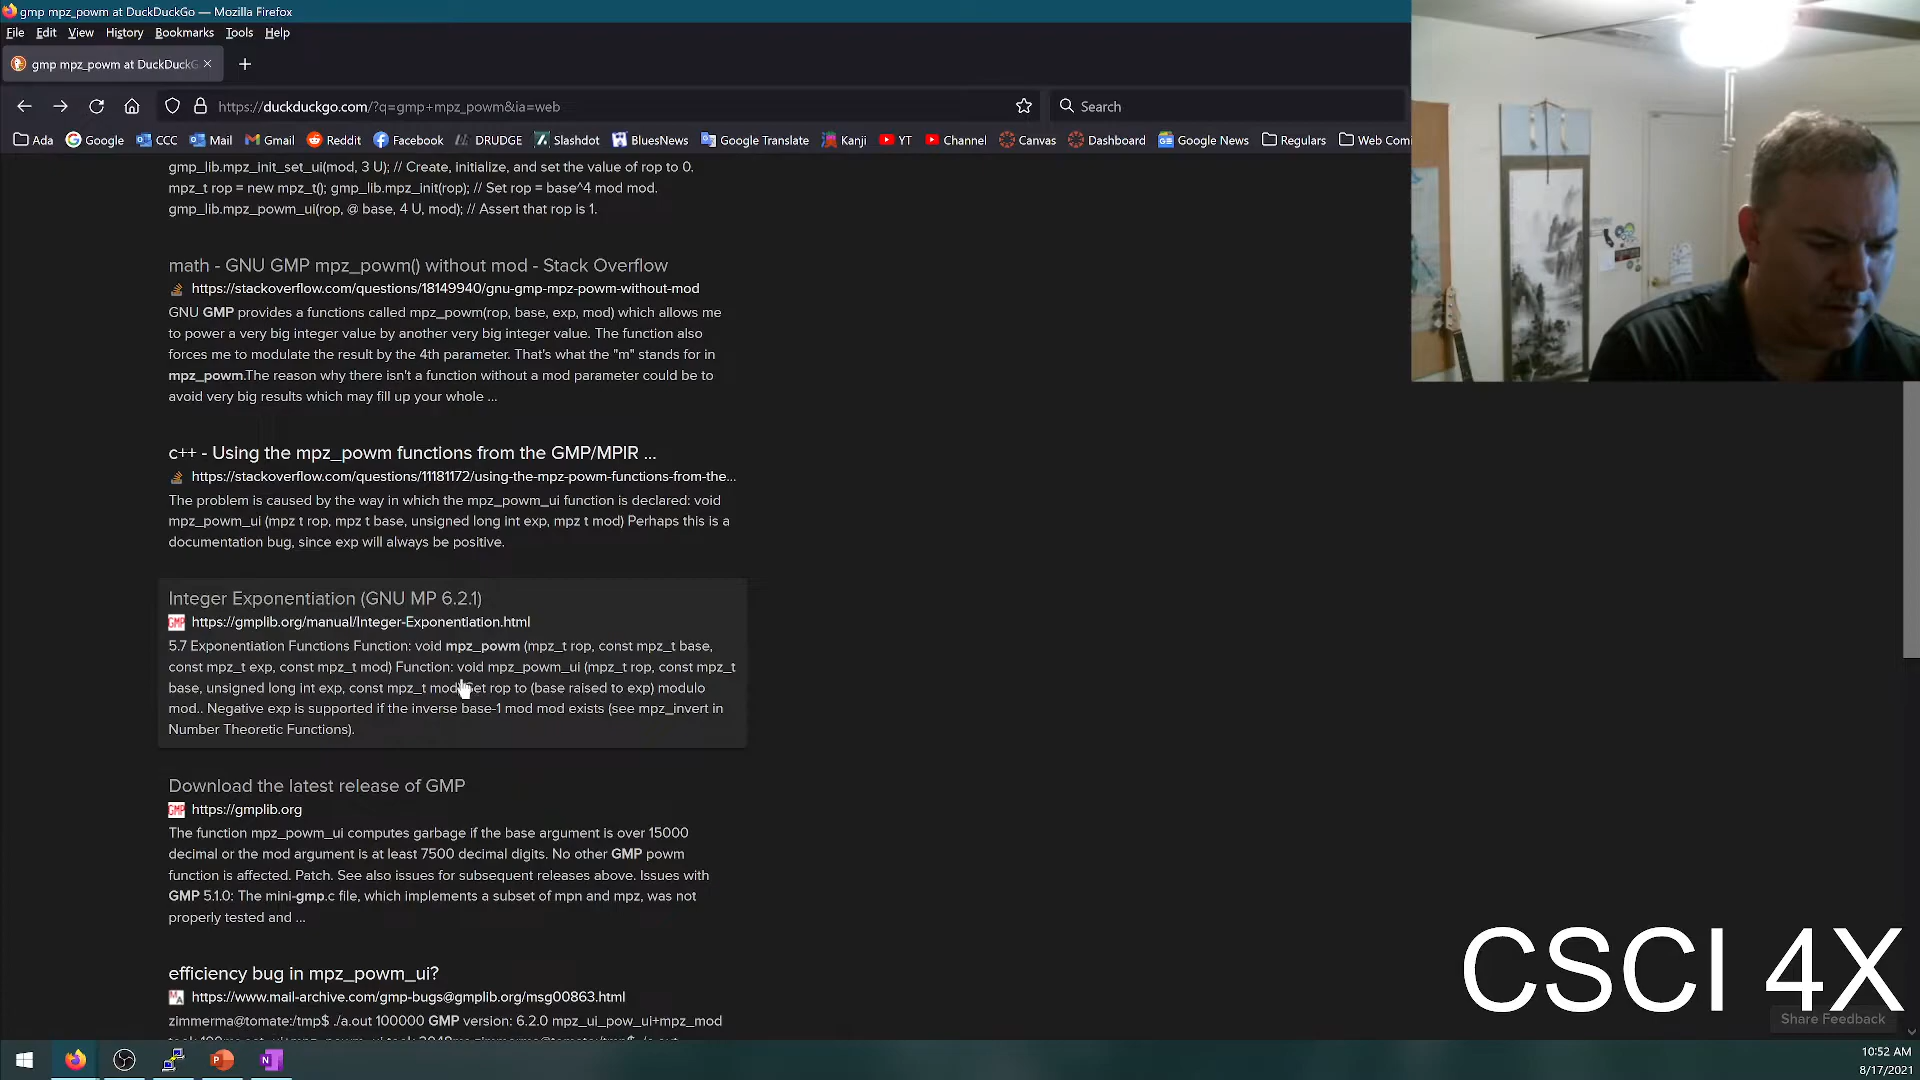 gmp mpz_powm at DuckDuckGo — Mozilla Firefox
File Edit View History Bookmarks Tools Help
gmp mpz_powm at DuckDuckG
https://duckduckgo.com/?q=gmp+mpz_powm&ia=web
Search
Ada Google CCC Mail Gmail Reddit Facebook DRUDGE Slashdot BluesNews Google Translate Kanji YT Channel Canvas Dashboard Google News Regulars Web Comi
gmp_lib.mpz_init_set_ui(mod, 3 U); // Create, initialize, and set the value of rop to 0.
mpz_t rop = new mpz_t(); gmp_lib.mpz_init(rop); // Set rop = base^4 mod mod.
gmp_lib.mpz_powm_ui(rop, @ base, 4 U, mod); // Assert that rop is 1.
math - GNU GMP mpz_powm() without mod - Stack Overflow
https://stackoverflow.com/questions/18149940/gnu-gmp-mpz-powm-without-mod
GNU GMP provides a functions called mpz_powm(rop, base, exp, mod) which allows me
to power a very big integer value by another very big integer value. The function also
forces me to modulate the result by the 4th parameter. That's what the "m" stands for in
mpz_powm.The reason why there isn't a function without a mod parameter could be to
avoid very big results which may fill up your whole ...
c++ - Using the mpz_powm functions from the GMP/MPIR ...
https://stackoverflow.com/questions/11181172/using-the-mpz-powm-functions-from-the...
The problem is caused by the way in which the mpz_powm_ui function is declared: void
mpz_powm_ui (mpz t rop, mpz t base, unsigned long int exp, mpz t mod) Perhaps this is a
documentation bug, since exp will always be positive.
Integer Exponentiation (GNU MP 6.2.1)
GMP https://gmplib.org/manual/Integer-Exponentiation.html
5.7 Exponentiation Functions Function: void mpz_powm (mpz_t rop, const mpz_t base,
const mpz_t exp, const mpz_t mod) Function: void mpz_powm_ui (mpz_t rop, const mpz_t
base, unsigned long int exp, const mpz_t mod) Set rop to (base raised to exp) modulo
mod.. Negative exp is supported if the inverse base-1 mod mod exists (see mpz_invert in
Number Theoretic Functions).
Download the latest release of GMP
GMP https://gmplib.org
The function mpz_powm_ui computes garbage if the base argument is over 15000
decimal or the mod argument is at least 7500 decimal digits. No other GMP powm
function is affected. Patch. See also issues for subsequent releases above. Issues with
GMP 5.1.0: The mini-gmp.c file, which implements a subset of mpn and mpz, was not
properly tested and ...
efficiency bug in mpz_powm_ui?
https://www.mail-archive.com/gmp-bugs@gmplib.org/msg00863.html
zimmerma@tomate:/tmp$ ./a.out 100000 GMP version: 6.2.0 mpz_ui_pow_ui+mpz_mod
CSCI 4X
Share Feedback
10:52 AM
8/17/2021